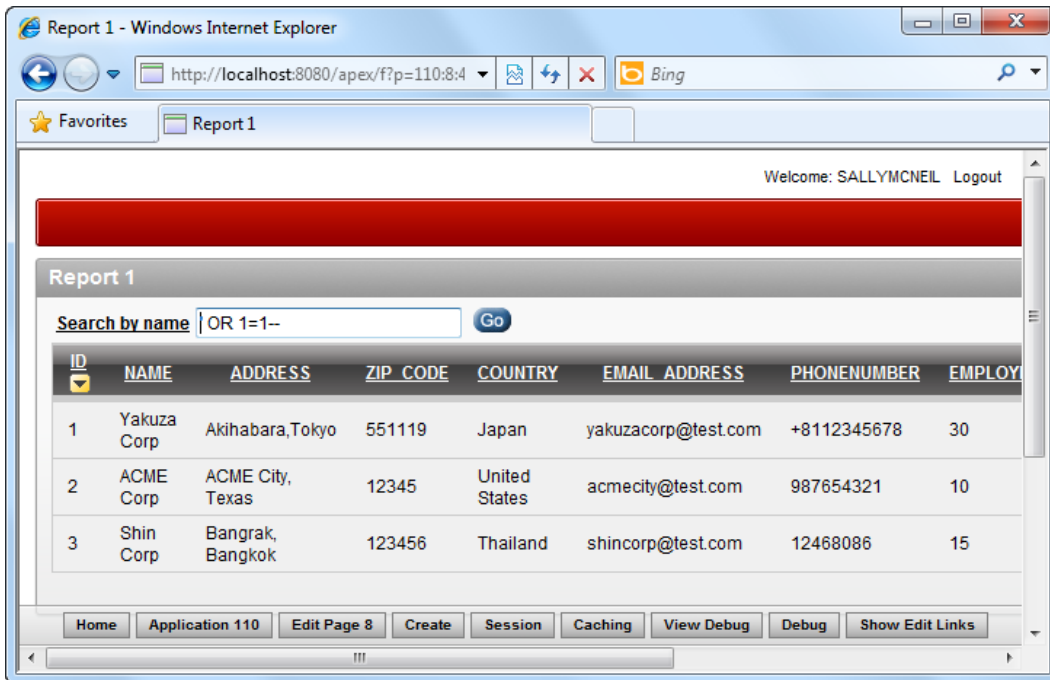 Report 1 - Windows Internet Explorer
http://localhost:8080/apex/f?p=110:8:4
Bing
Favorites
Report 1
Welcome: SALLYMCNEIL Logout
Report 1
Search by name ' OR 1=1-- Go
ID NAME ADDRESS ZIP_CODE COUNTRY EMAIL_ADDRESS PHONENUMBER
1 Yakuza Corp Akihabara,Tokyo 551119 Japan yakuzacorp@test.com +8112345678 30
2 ACME Corp ACME City, Texas 12345 United States acmecity@test.com 987654321 10
3 Shin Corp Bangrak, Bangkok 123456 Thailand shincorp@test.com 12468086 15
Home Application 110 Edit Page 8 Create Session Caching View Debug Debug Show Edit Links